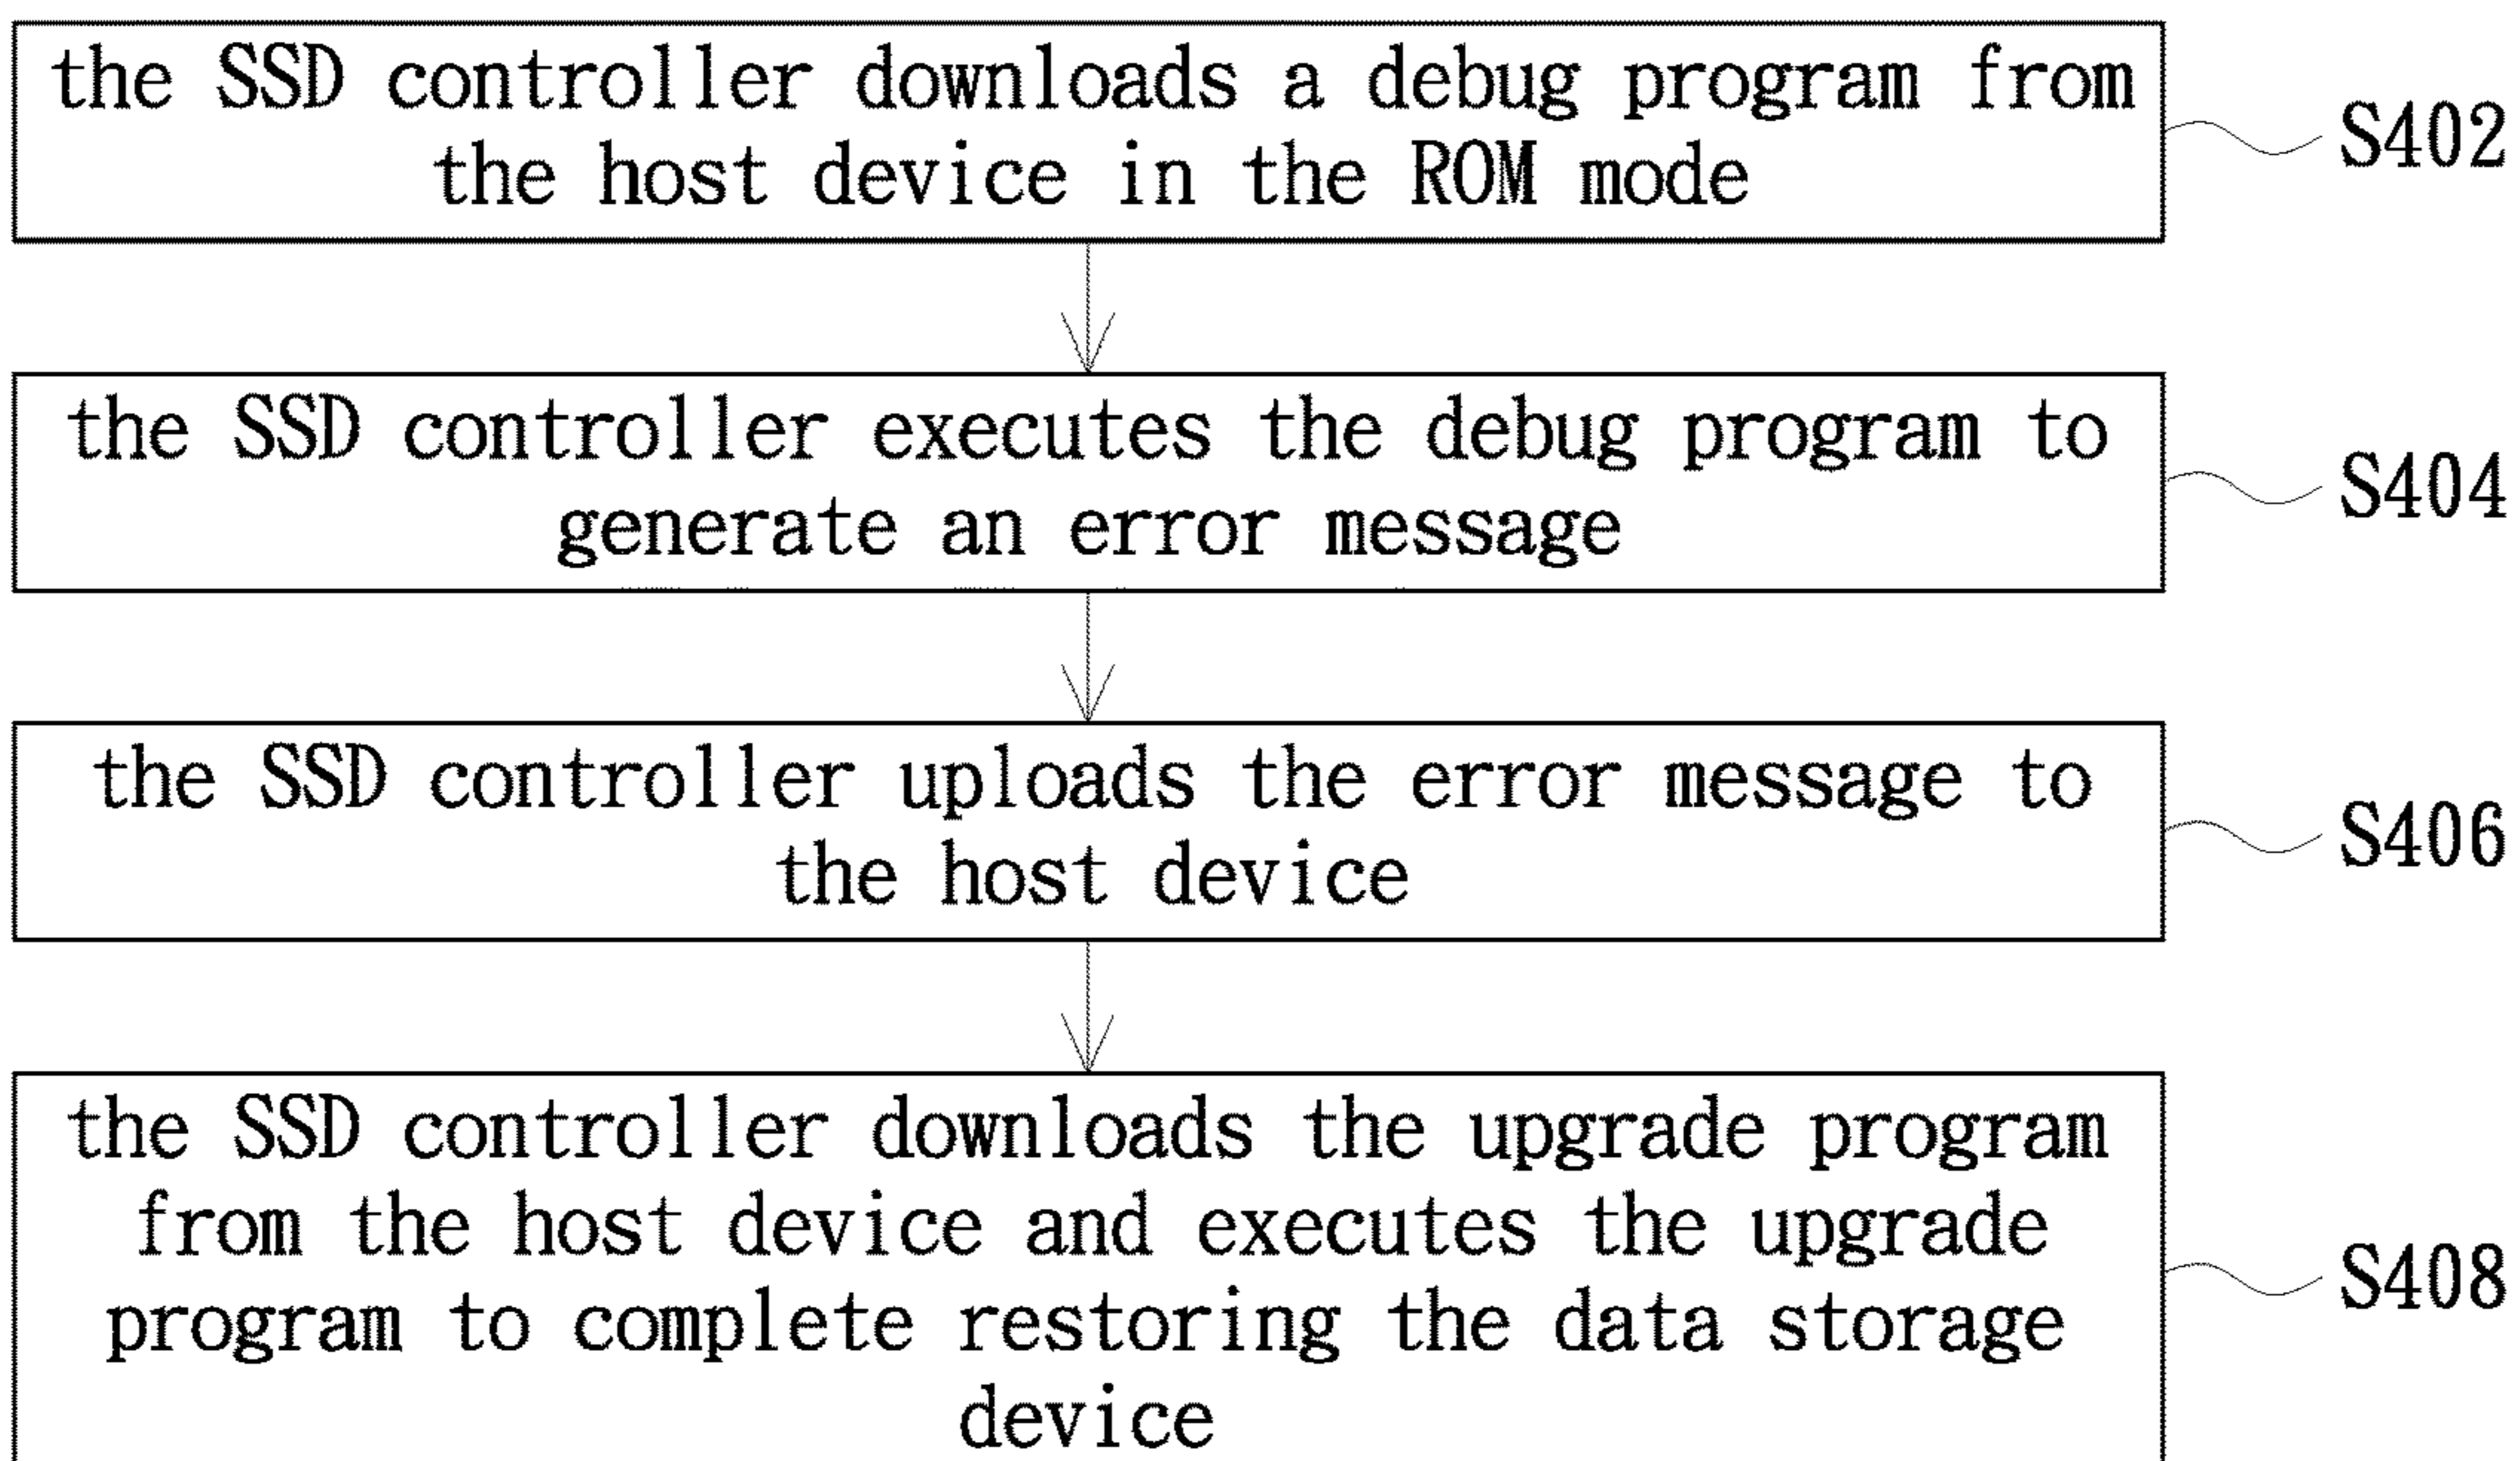 the SSD controller downloads a debug program from
the host device in the ROM mode
S402
the SSD controller executes the debug program to
generate an error message
S404
the SSD controller uploads the error message to
the host device
S406
the SSD controller downloads the upgrade program
from the host device and executes the upgrade
program to complete restoring the data storage
device
S408